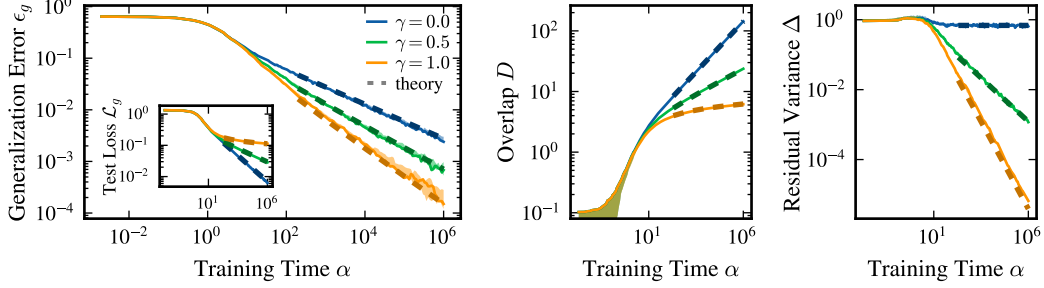 Generalization Error ϵ_g
10^0
10^-1
10^-2
10^-3
10^-4
γ = 0.0
γ = 0.5
γ = 1.0
theory
Test Loss ℒ_g
10^0
10^-1
10^-2
10^1
10^6
10^-2
10^0
10^2
10^4
10^6
Training Time α
Overlap D
10^2
10^1
10^0
10^-1
10^1
10^6
Training Time α
Residual Variance Δ
10^0
10^-2
10^-4
10^1
10^6
Training Time α